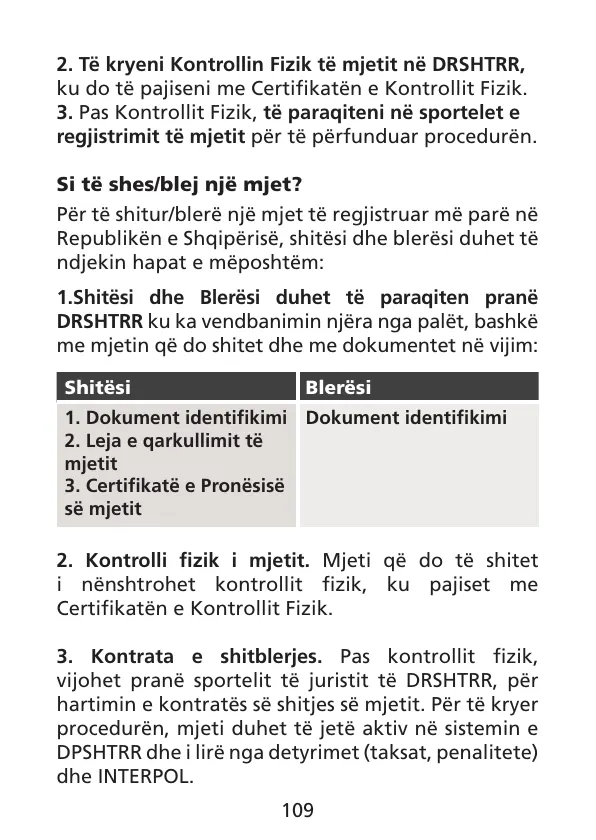 2. Të kryeni Kontrollin Fizik të mjetit në DRSHTRR,
ku do të pajiseni me Certifikatën e Kontrollit Fizik.
3. Pas Kontrollit Fizik, të paraqiteni në sportelet e
regjistrimit të mjetit për të përfunduar procedurën.
Si të shes/blej një mjet?
Për të shitur/blerë një mjet të regjistruar më parë në
Republikën e Shqipërisë, shitësi dhe blerësi duhet të
ndjekin hapat e mëposhtëm:
1.Shitësi dhe Blerësi duhet të paraqiten pranë
DRSHTRR ku ka vendbanimin njëra nga palët, bashkë
me mjetin që do shitet dhe me dokumentet në vijim:
Shitësi
1. Dokument identifikimi
2. Leja e qarkullimit të
mjetit
3. Certifikatë e Pronësisë
së mjetit
Blerësi
Dokument identifikimi
2. Kontrolli fizik i mjetit. Mjeti që do të shitet
i nënshtrohet kontrollit fizik, ku pajiset me
Certifikatën e Kontrollit Fizik.
3. Kontrata e shitblerjes. Pas kontrollit fizik,
vijohet pranë sportelit të juristit të DRSHTRR, për
hartimin e kontratës së shitjes së mjetit. Për të kryer
procedurën, mjeti duhet të jetë aktiv në sistemin e
DPSHTRR dhe i lirë nga detyrimet (taksat, penalitete)
dhe INTERPOL.
109